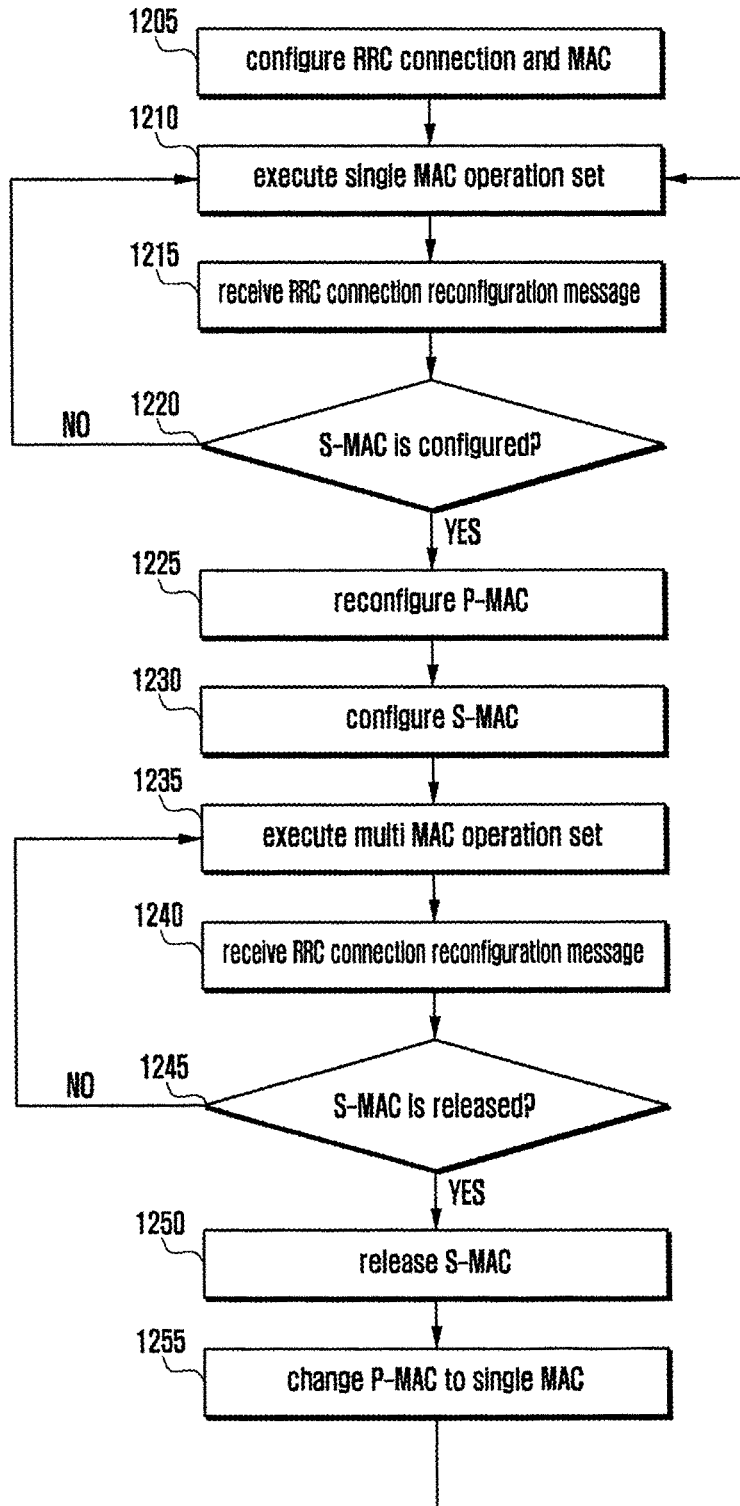 1205
configure RRC connection and MAC
1210
execute single MAC operation set
1215
receive RRC connection reconfiguration message
1220
NO
S-MAC is configured?
YES
1225
reconfigure P-MAC
1230
configure S-MAC
1235
execute multi MAC operation set
1240
receive RRC connection reconfiguration message
1245
NO
S-MAC is released?
YES
1250
release S-MAC
1255
change P-MAC to single MAC